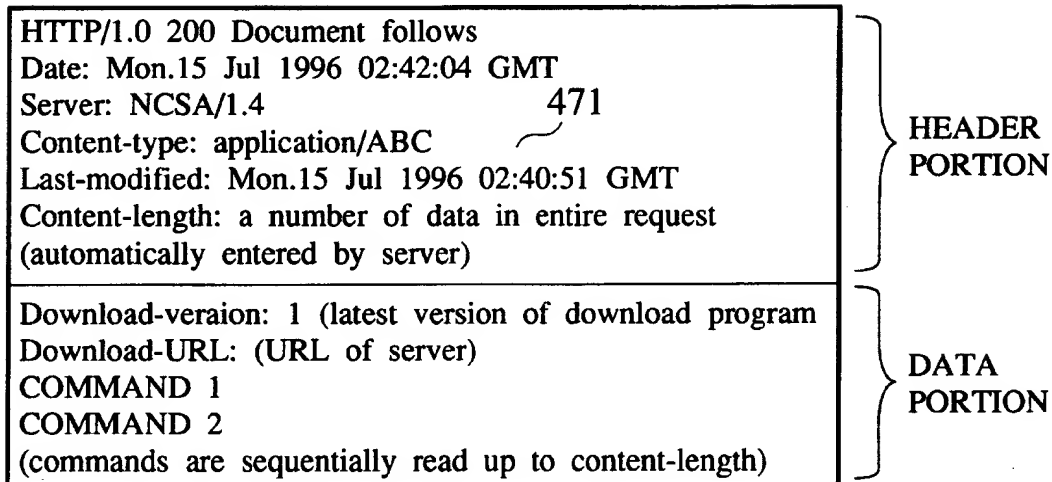 HTTP/1.0 200 Document follows
Date: Mon.15 Jul 1996 02:42:04 GMT
Server: NCSA/1.4
471
Content-type: application/ABC
Last-modified: Mon.15 Jul 1996 02:40:51 GMT
Content-length: a number of data in entire request
(automatically entered by server)
HEADER
PORTION
Download-veraion: 1 (latest version of download program
Download-URL: (URL of server)
COMMAND 1
COMMAND 2
(commands are sequentially read up to content-length)
DATA
PORTION